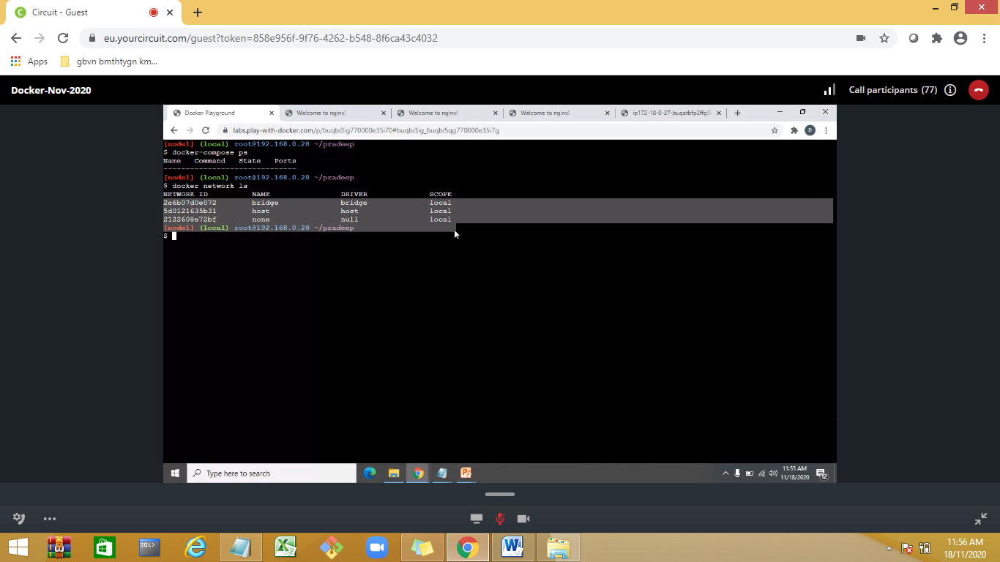 Circuit - Guest
eu.yourcircuit.com/guest?token=858e956f-9f76-4262-b548-8f6ca43c4032
Apps gbvn bmthtygn km...
Docker-Nov-2020
Call participants (77)
Docker Playground
Welcome to nginx!
Welcome to nginx!
Welcome to nginx!
ip172-18-0-27-buqatbfp2ffg0
labs.play-with-docker.com/p/buqbi3ig770000e35i70#buqbi3ig_buqbi5qg770000e35i7g
[node1] (local) root@192.168.0.28 ~/pradeep
$ docker-compose ps
Name Command State Ports
------------------------------
[node1] (local) root@192.168.0.28 ~/pradeep
$ docker network ls
NETWORK ID NAME DRIVER SCOPE
2e6b07d0e072 bridge bridge local
5d0121635b31 host host local
2122608e72bf none null local
[node1] (local) root@192.168.0.28 ~/pradeep
$
Type here to search
11:55 AM
11/18/2020
12
SQL>
11:56 AM
18/11/2020